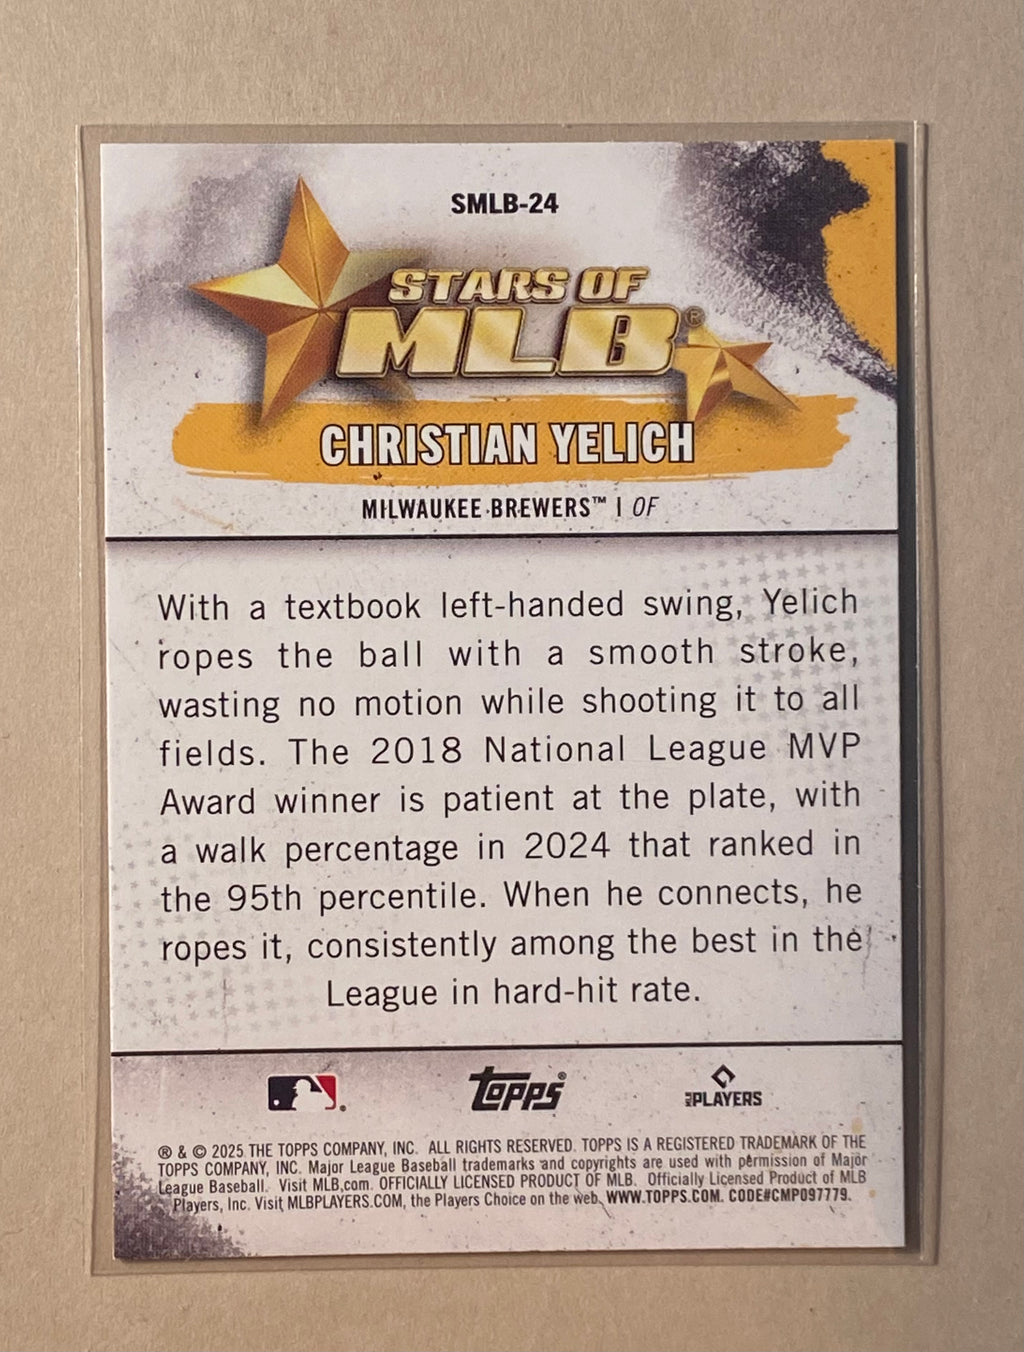 SMLB-24
STARS OF
MLB®
CHRISTIAN YELICH
MILWAUKEE BREWERS™ | OF
With a textbook left-handed swing, Yelich
ropes the ball with a smooth stroke,
wasting no motion while shooting it to all
fields. The 2018 National League MVP
Award winner is patient at the plate, with
a walk percentage in 2024 that ranked in
the 95th percentile. When he connects, he
ropes it, consistently among the best in the
League in hard-hit rate.
® topps® PLAYERS
® & © 2025 THE TOPPS COMPANY, INC. ALL RIGHTS RESERVED. TOPPS IS A REGISTERED TRADEMARK OF THE
TOPPS COMPANY, INC. Major League Baseball trademarks and copyrights are used with permission of Major
League Baseball. Visit MLB.com. OFFICIALLY LICENSED PRODUCT OF MLB. Officially Licensed Product of MLB
Players, Inc. Visit MLBPLAYERS.COM, the Players Choice on the web. WWW.TOPPS.COM. CODE#CMP097779.